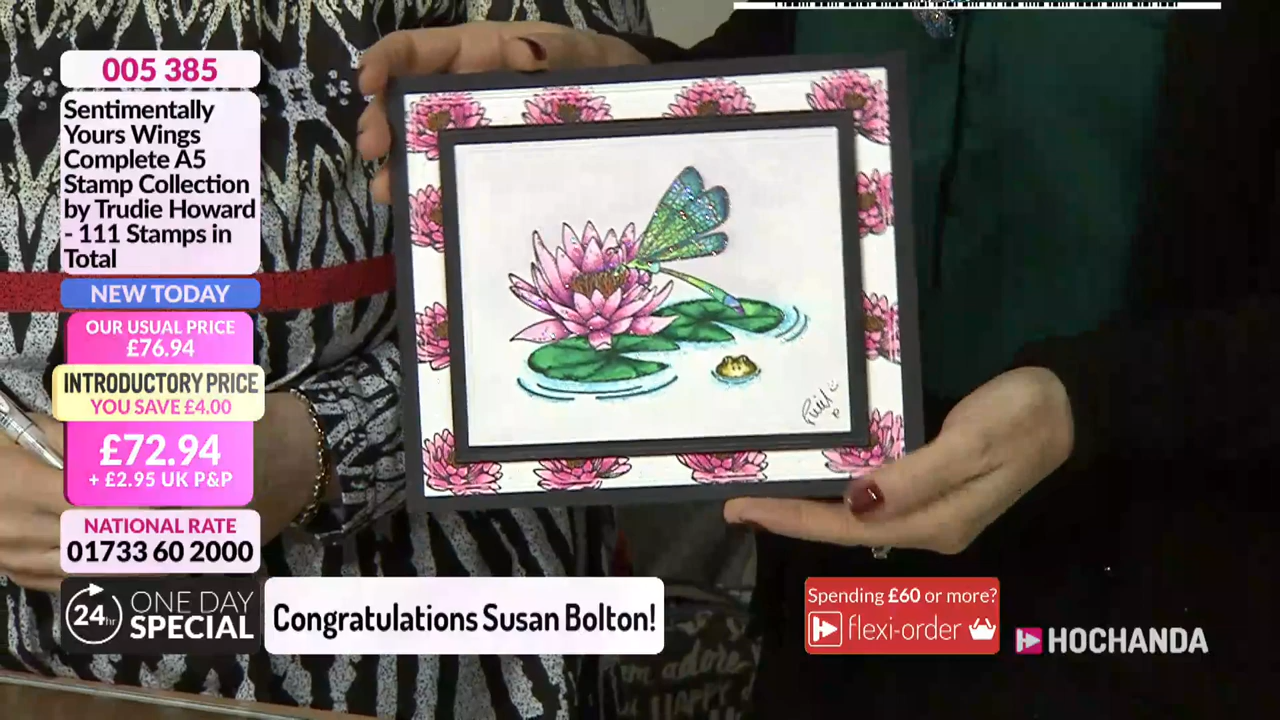 005 385
Sentimentally
Yours Wings
Complete A5
Stamp Collection
by Trudie Howard
- 111 Stamps in
Total
NEW TODAY
OUR USUAL PRICE
£76.94
INTRODUCTORY PRICE
YOU SAVE £4.00
£72.94
+ £2.95 UK P&P
NATIONAL RATE
01733 60 2000
24hr ONE DAY
SPECIAL
Congratulations Susan Bolton!
Spending £60 or more?
flexi-order
HOCHANDA
adore
HAPPY